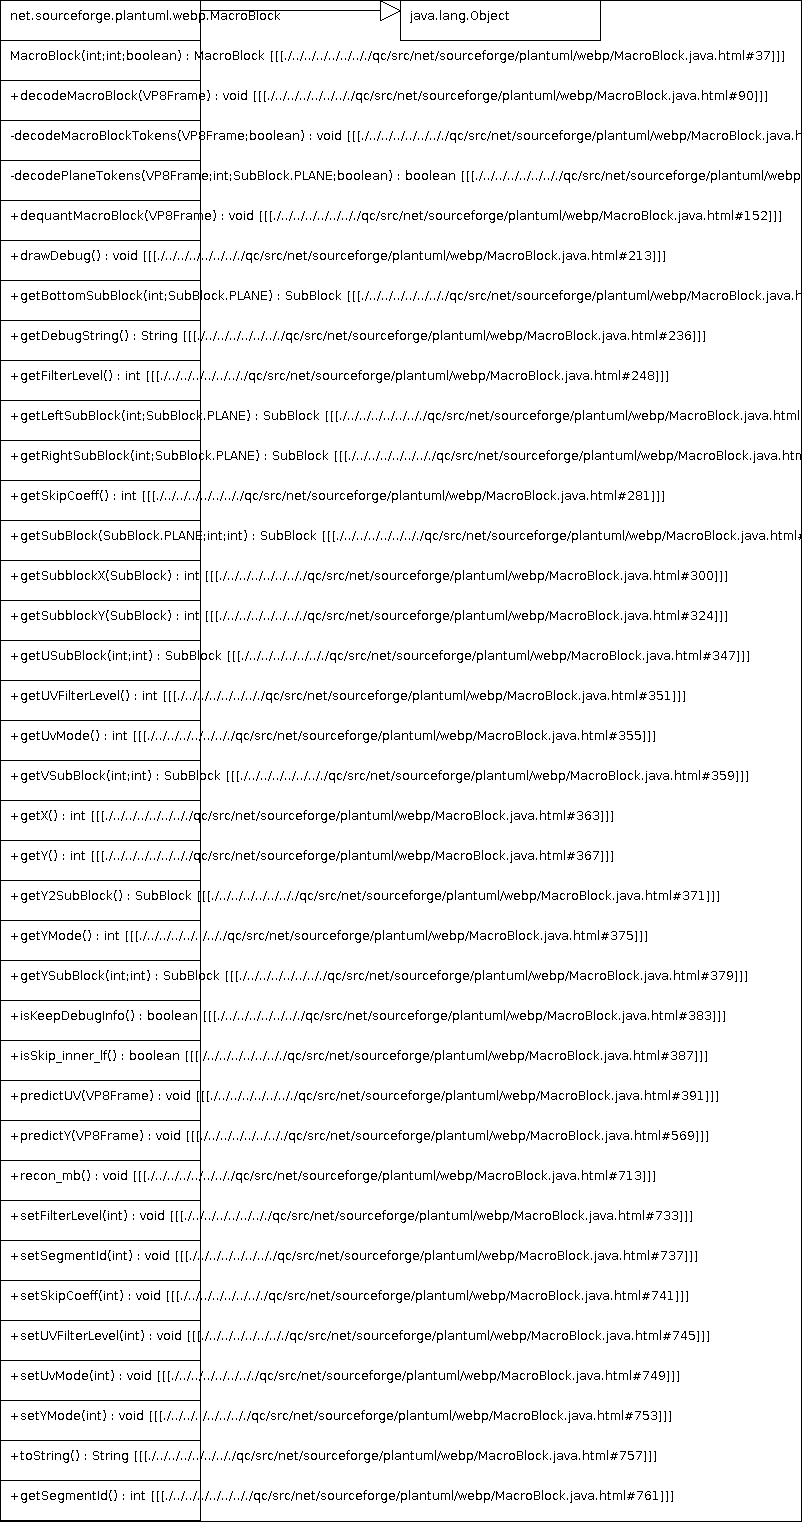 net.sourceforge.plantuml.webp.MacroBlock
java.lang.Object
MacroBlock(int;int;boolean) : MacroBlock [[[./../../../../../../../qc/src/net/sourceforge/plantuml/webp/MacroBlock.java.html#37]]]
+decodeMacroBlock(VP8Frame) : void [[[./../../../../../../../qc/src/net/sourceforge/plantuml/webp/MacroBlock.java.html#90]]]
-decodeMacroBlockTokens(VP8Frame;boolean) : void [[[./../../../../../../../qc/src/net/sourceforge/plantuml/webp/MacroBlock.java.h
-decodePlaneTokens(VP8Frame;int;SubBlock.PLANE;boolean) : boolean [[[./../../../../../../../qc/src/net/sourceforge/plantuml/webp
+dequantMacroBlock(VP8Frame) : void [[[./../../../../../../../qc/src/net/sourceforge/plantuml/webp/MacroBlock.java.html#152]]]
+drawDebug() : void [[[./../../../../../../../qc/src/net/sourceforge/plantuml/webp/MacroBlock.java.html#213]]]
+getBottomSubBlock(int;SubBlock.PLANE) : SubBlock [[[./../../../../../../../qc/src/net/sourceforge/plantuml/webp/MacroBlock.java.h
+getDebugString() : String [[[./../../../../../../../qc/src/net/sourceforge/plantuml/webp/MacroBlock.java.html#236]]]
+getFilterLevel() : int [[[./../../../../../../../qc/src/net/sourceforge/plantuml/webp/MacroBlock.java.html#248]]]
+getLeftSubBlock(int;SubBlock.PLANE) : SubBlock [[[./../../../../../../../qc/src/net/sourceforge/plantuml/webp/MacroBlock.java.html
+getRightSubBlock(int;SubBlock.PLANE) : SubBlock [[[./../../../../../../../qc/src/net/sourceforge/plantuml/webp/MacroBlock.java.htm
+getSkipCoeff() : int [[[./../../../../../../../qc/src/net/sourceforge/plantuml/webp/MacroBlock.java.html#281]]]
+getSubBlock(SubBlock.PLANE;int;int) : SubBlock [[[./../../../../../../../qc/src/net/sourceforge/plantuml/webp/MacroBlock.java.html#
+getSubblockX(SubBlock) : int [[[./../../../../../../../qc/src/net/sourceforge/plantuml/webp/MacroBlock.java.html#300]]]
+getSubblockY(SubBlock) : int [[[./../../../../../../../qc/src/net/sourceforge/plantuml/webp/MacroBlock.java.html#324]]]
+getUSubBlock(int;int) : SubBlock [[[./../../../../../../../qc/src/net/sourceforge/plantuml/webp/MacroBlock.java.html#347]]]
+getUVFilterLevel() : int [[[./../../../../../../../qc/src/net/sourceforge/plantuml/webp/MacroBlock.java.html#351]]]
+getUvMode() : int [[[./../../../../../../../qc/src/net/sourceforge/plantuml/webp/MacroBlock.java.html#355]]]
+getVSubBlock(int;int) : SubBlock [[[./../../../../../../../qc/src/net/sourceforge/plantuml/webp/MacroBlock.java.html#359]]]
+getX() : int [[[./../../../../../../../qc/src/net/sourceforge/plantuml/webp/MacroBlock.java.html#363]]]
+getY() : int [[[./../../../../../../../qc/src/net/sourceforge/plantuml/webp/MacroBlock.java.html#367]]]
+getY2SubBlock() : SubBlock [[[./../../../../../../../qc/src/net/sourceforge/plantuml/webp/MacroBlock.java.html#371]]]
+getYMode() : int [[[./../../../../../../../qc/src/net/sourceforge/plantuml/webp/MacroBlock.java.html#375]]]
+getYSubBlock(int;int) : SubBlock [[[./../../../../../../../qc/src/net/sourceforge/plantuml/webp/MacroBlock.java.html#379]]]
+isKeepDebugInfo() : boolean [[[./../../../../../../../qc/src/net/sourceforge/plantuml/webp/MacroBlock.java.html#383]]]
+isSkip_inner_lf() : boolean [[[./../../../../../../../qc/src/net/sourceforge/plantuml/webp/MacroBlock.java.html#387]]]
+predictUV(VP8Frame) : void [[[./../../../../../../../qc/src/net/sourceforge/plantuml/webp/MacroBlock.java.html#391]]]
+predictY(VP8Frame) : void [[[./../../../../../../../qc/src/net/sourceforge/plantuml/webp/MacroBlock.java.html#569]]]
+recon_mb() : void [[[./../../../../../../../qc/src/net/sourceforge/plantuml/webp/MacroBlock.java.html#713]]]
+setFilterLevel(int) : void [[[./../../../../../../../qc/src/net/sourceforge/plantuml/webp/MacroBlock.java.html#733]]]
+setSegmentId(int) : void [[[./../../../../../../../qc/src/net/sourceforge/plantuml/webp/MacroBlock.java.html#737]]]
+setSkipCoeff(int) : void [[[./../../../../../../../qc/src/net/sourceforge/plantuml/webp/MacroBlock.java.html#741]]]
+setUVFilterLevel(int) : void [[[./../../../../../../../qc/src/net/sourceforge/plantuml/webp/MacroBlock.java.html#745]]]
+setUvMode(int) : void [[[./../../../../../../../qc/src/net/sourceforge/plantuml/webp/MacroBlock.java.html#749]]]
+setYMode(int) : void [[[./../../../../../../../qc/src/net/sourceforge/plantuml/webp/MacroBlock.java.html#753]]]
+toString() : String [[[./../../../../../../../qc/src/net/sourceforge/plantuml/webp/MacroBlock.java.html#757]]]
+getSegmentId() : int [[[./../../../../../../../qc/src/net/sourceforge/plantuml/webp/MacroBlock.java.html#761]]]